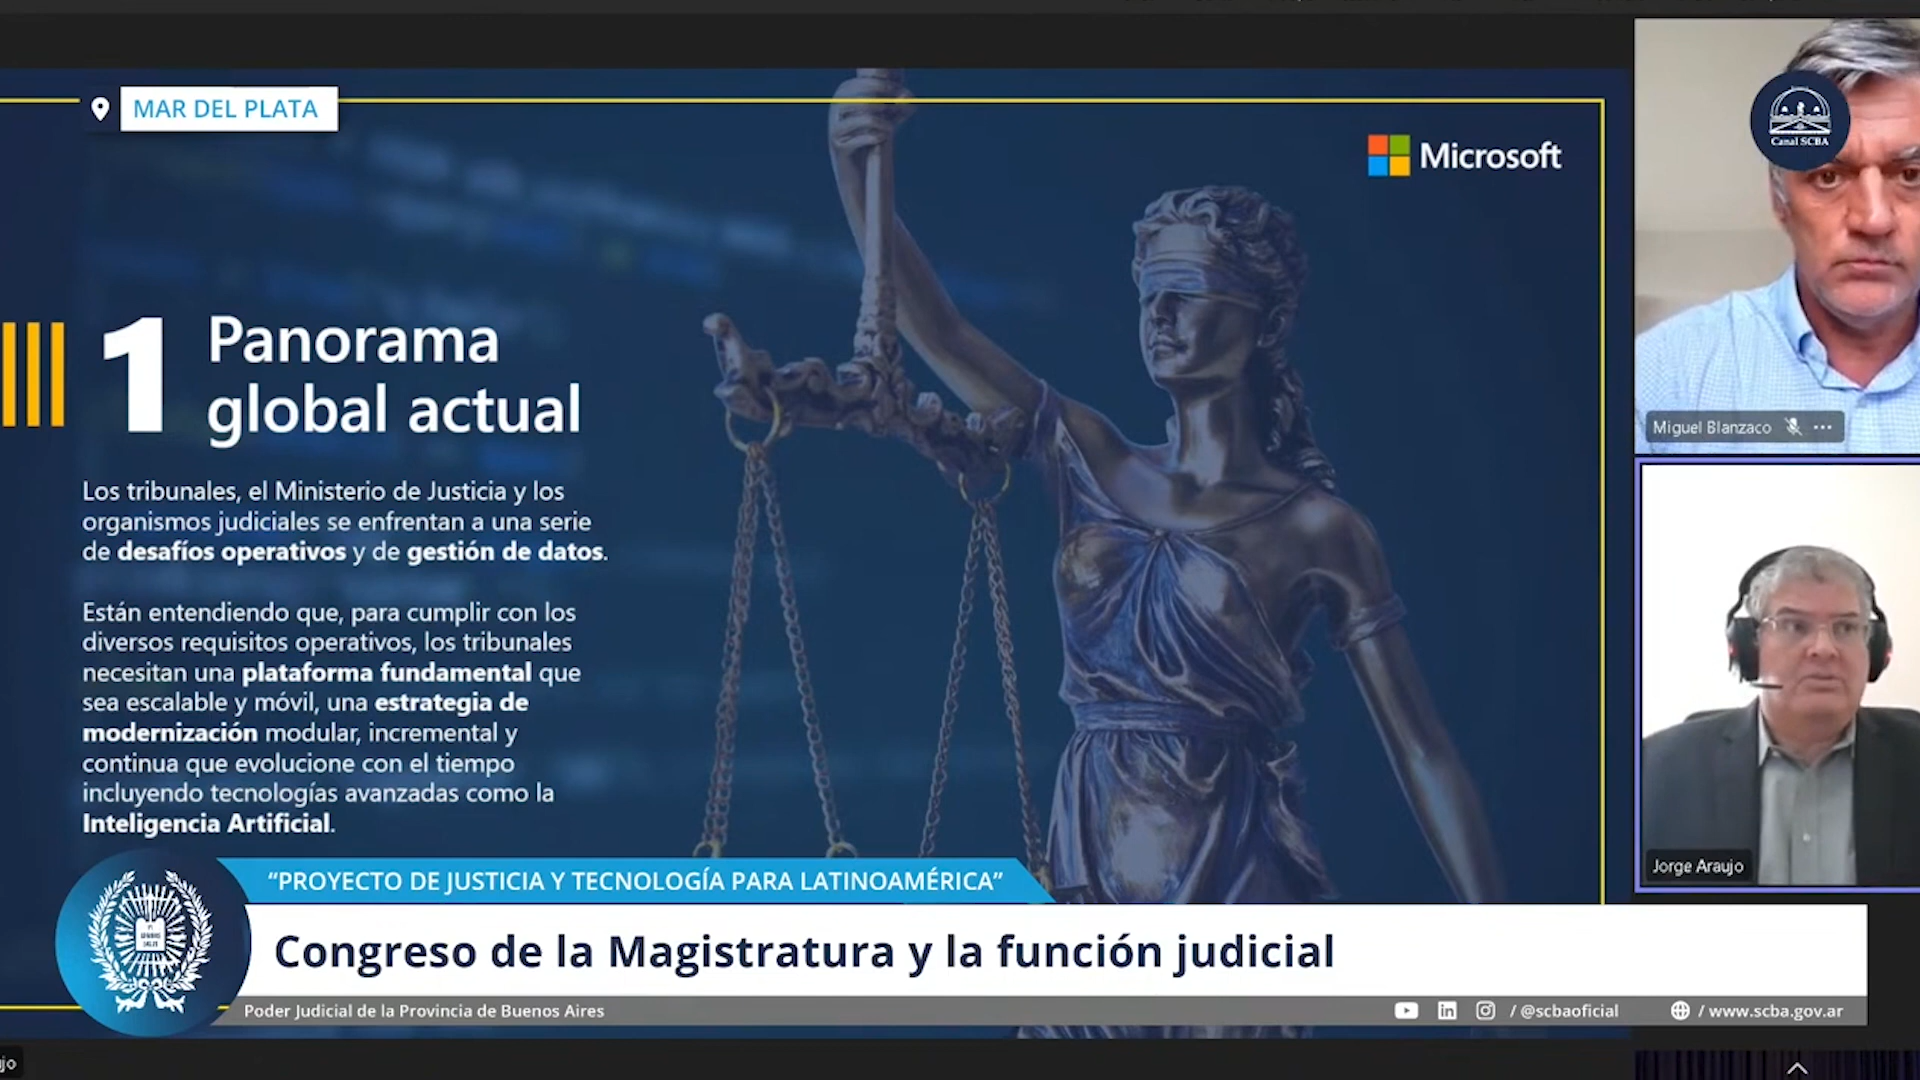 MAR DEL PLATA
Microsoft
Canal SCBA
1 Panorama
global actual
Los tribunales, el Ministerio de Justicia y los
organismos judiciales se enfrentan a una serie
de desafíos operativos y de gestión de datos.
Están entendiendo que, para cumplir con los
diversos requisitos operativos, los tribunales
necesitan una plataforma fundamental que
sea escalable y móvil, una estrategia de
modernización modular, incremental y
continua que evolucione con el tiempo
incluyendo tecnologías avanzadas como la
Inteligencia Artificial.
Miguel Blanzaco
Jorge Araujo
“PROYECTO DE JUSTICIA Y TECNOLOGÍA PARA LATINOAMÉRICA”
Congreso de la Magistratura y la función judicial
Poder Judicial de la Provincia de Buenos Aires
/ @scbaoficial
/ www.scba.gov.ar